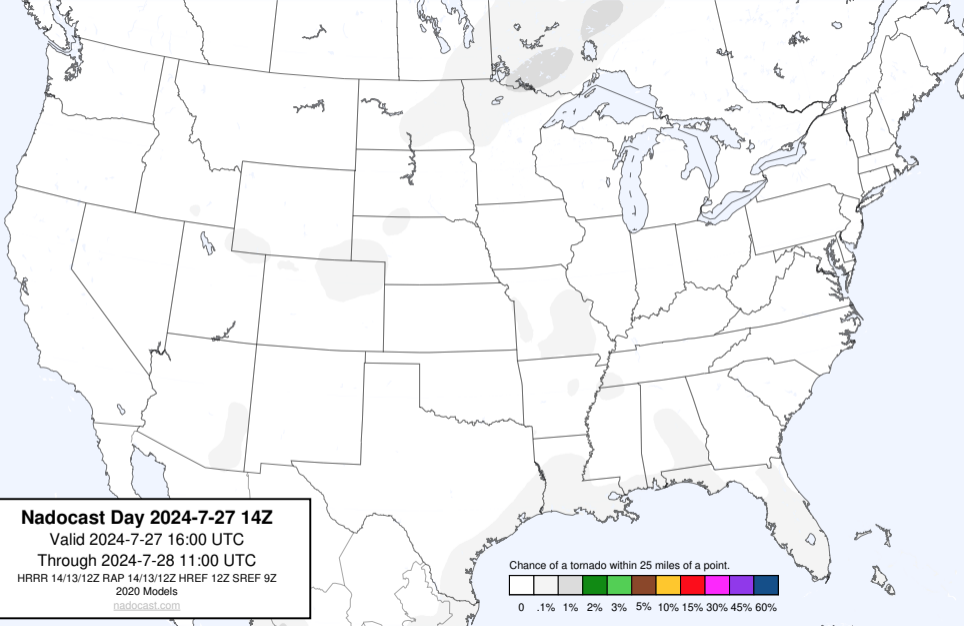 Nadocast Day 2024-7-27 14Z
Valid 2024-7-27 16:00 UTC
Through 2024-7-28 11:00 UTC
HRRR 14/13/12Z RAP 14/13/12Z HREF 12Z SREF 9Z
2020 Models
nadocast.com
Chance of a tornado within 25 miles of a point.
0 .1% 1% 2% 3% 5% 10% 15% 30% 45% 60%